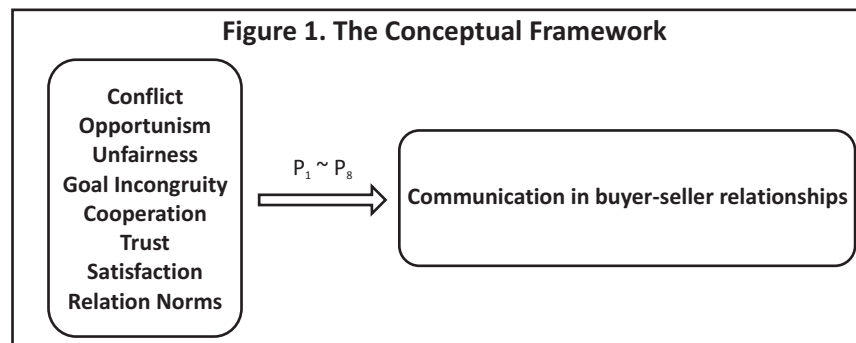 Figure 1. The Conceptual Framework
Conflict
Opportunism
Unfairness
Goal Incongruity
Cooperation
Trust
Satisfaction
Relation Norms
P₁ ~ P₈
Communication in buyer-seller relationships